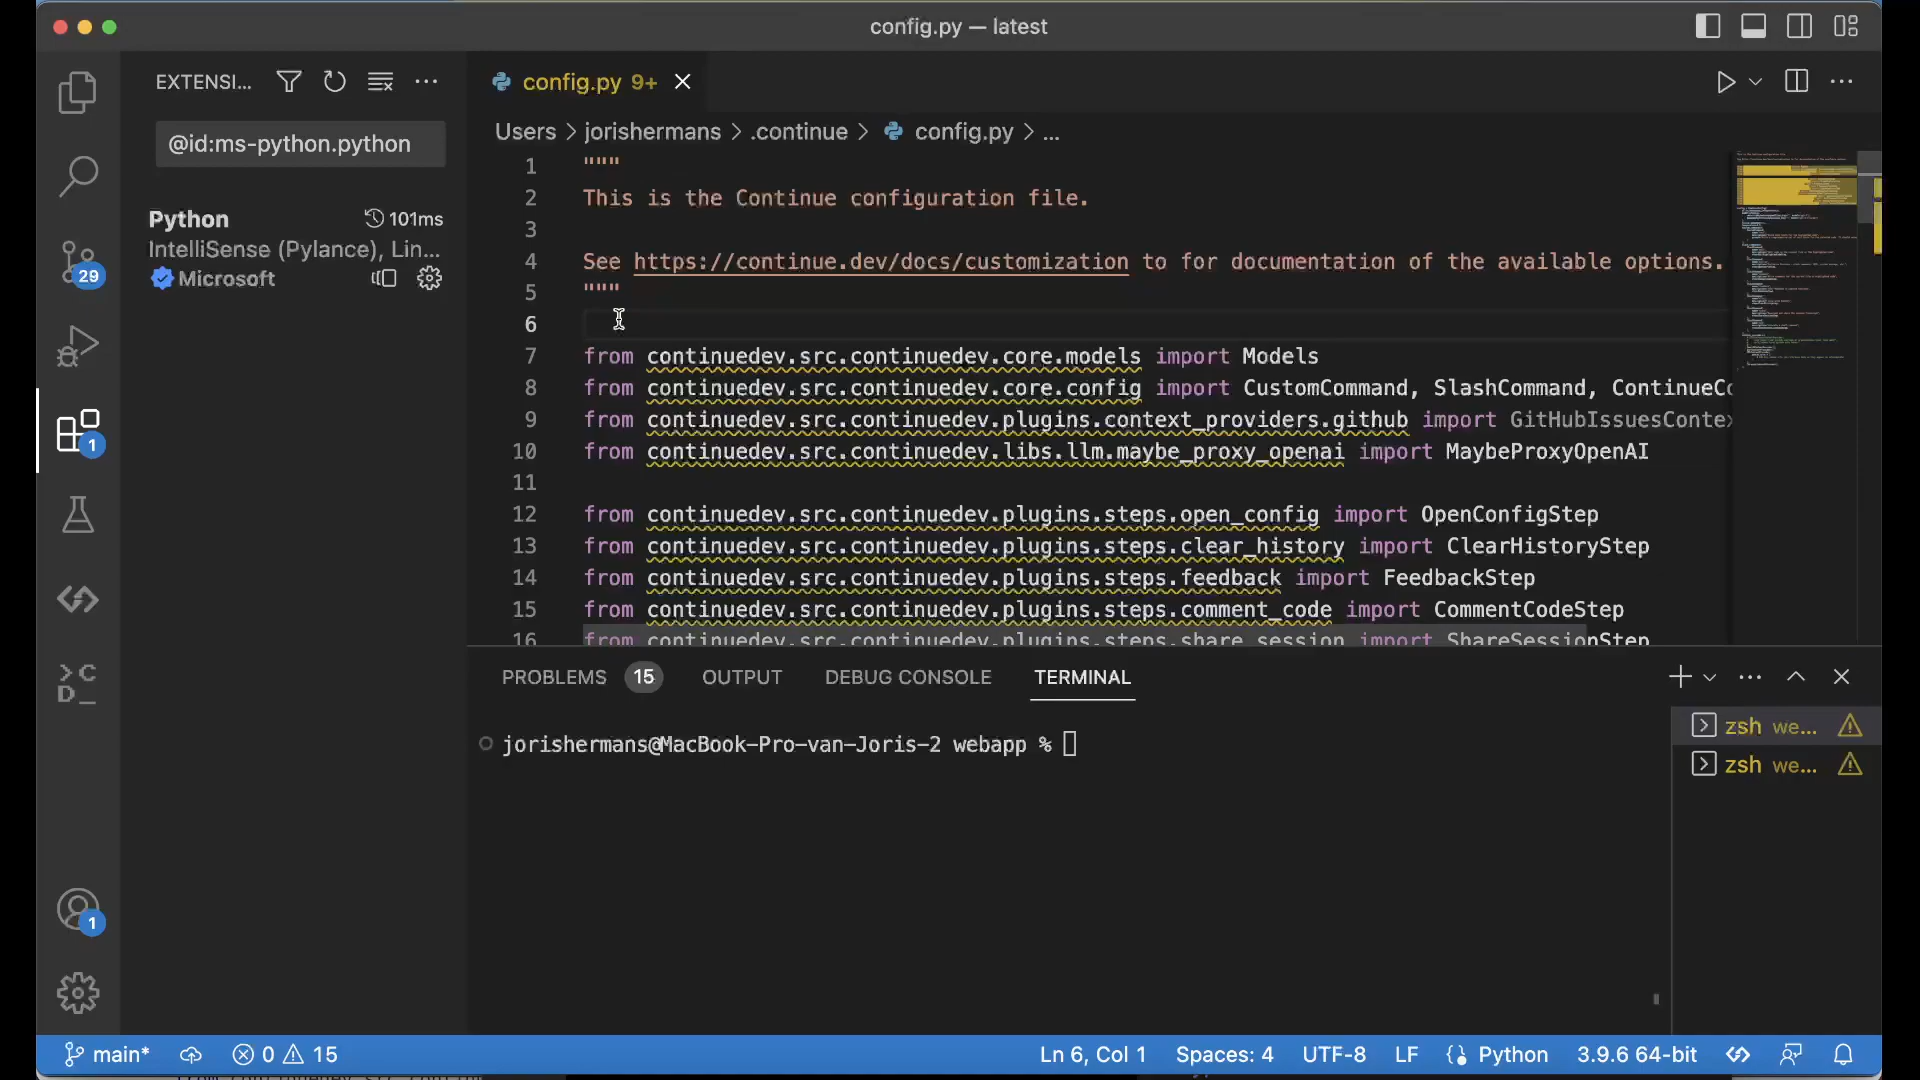 config.py — latest
EXTENSI...
config.py 9+
@id:ms-python.python
Users > jorishermans > .continue > config.py > ...
Python 101ms
IntelliSense (Pylance), Lin...
Microsoft
29
1
1
1 """
2 This is the Continue configuration file.
3
4 See https://continue.dev/docs/customization to for documentation of the available options.
5 """
6
7 from continuedev.src.continuedev.core.models import Models
8 from continuedev.src.continuedev.core.config import CustomCommand, SlashCommand, ContinueCo
9 from continuedev.src.continuedev.plugins.context_providers.github import GitHubIssuesContex
10 from continuedev.src.continuedev.libs.llm.maybe_proxy_openai import MaybeProxyOpenAI
11
12 from continuedev.src.continuedev.plugins.steps.open_config import OpenConfigStep
13 from continuedev.src.continuedev.plugins.steps.clear_history import ClearHistoryStep
14 from continuedev.src.continuedev.plugins.steps.feedback import FeedbackStep
15 from continuedev.src.continuedev.plugins.steps.comment_code import CommentCodeStep
16 from continuedev.src.continuedev.plugins.steps.share_session import ShareSessionStep
PROBLEMS 15 OUTPUT DEBUG CONSOLE TERMINAL
jorishermans@MacBook-Pro-van-Joris-2 webapp %
zsh we...
zsh we...
main* 0 15 Ln 6, Col 1 Spaces: 4 UTF-8 LF Python 3.9.6 64-bit